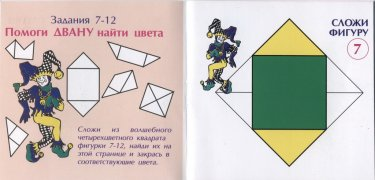 Задания 7-12
Помоги ДВАНУ найти цвета
Сложи из волшебного
четырехцветного квадрата
фигурки 7-12, найди их на
этой странице и закрась в
соответствующие цвета.
СЛОЖИ
ФИГУРУ
7